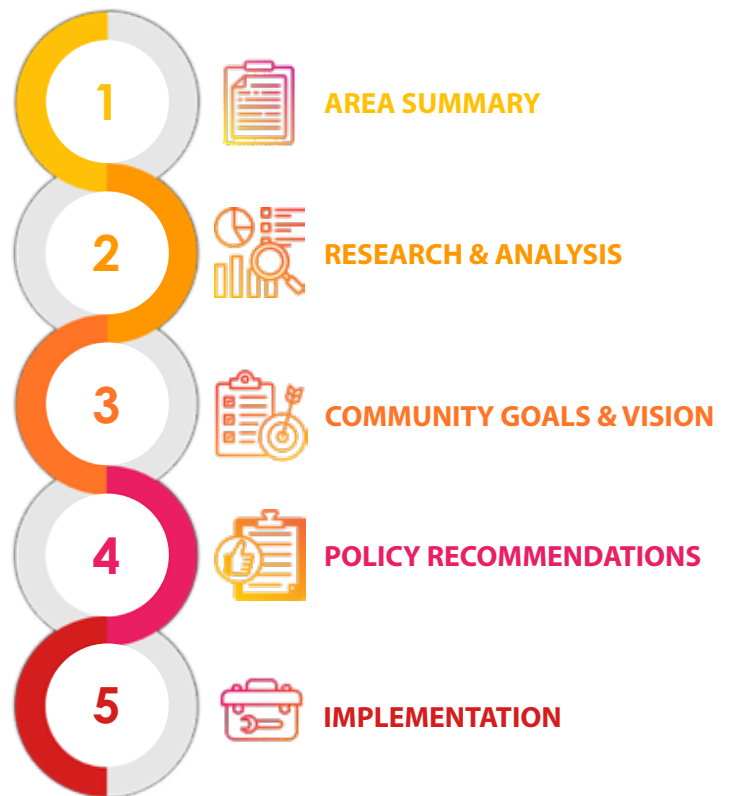 1
AREA SUMMARY
2
RESEARCH & ANALYSIS
3
COMMUNITY GOALS & VISION
4
POLICY RECOMMENDATIONS
5
IMPLEMENTATION